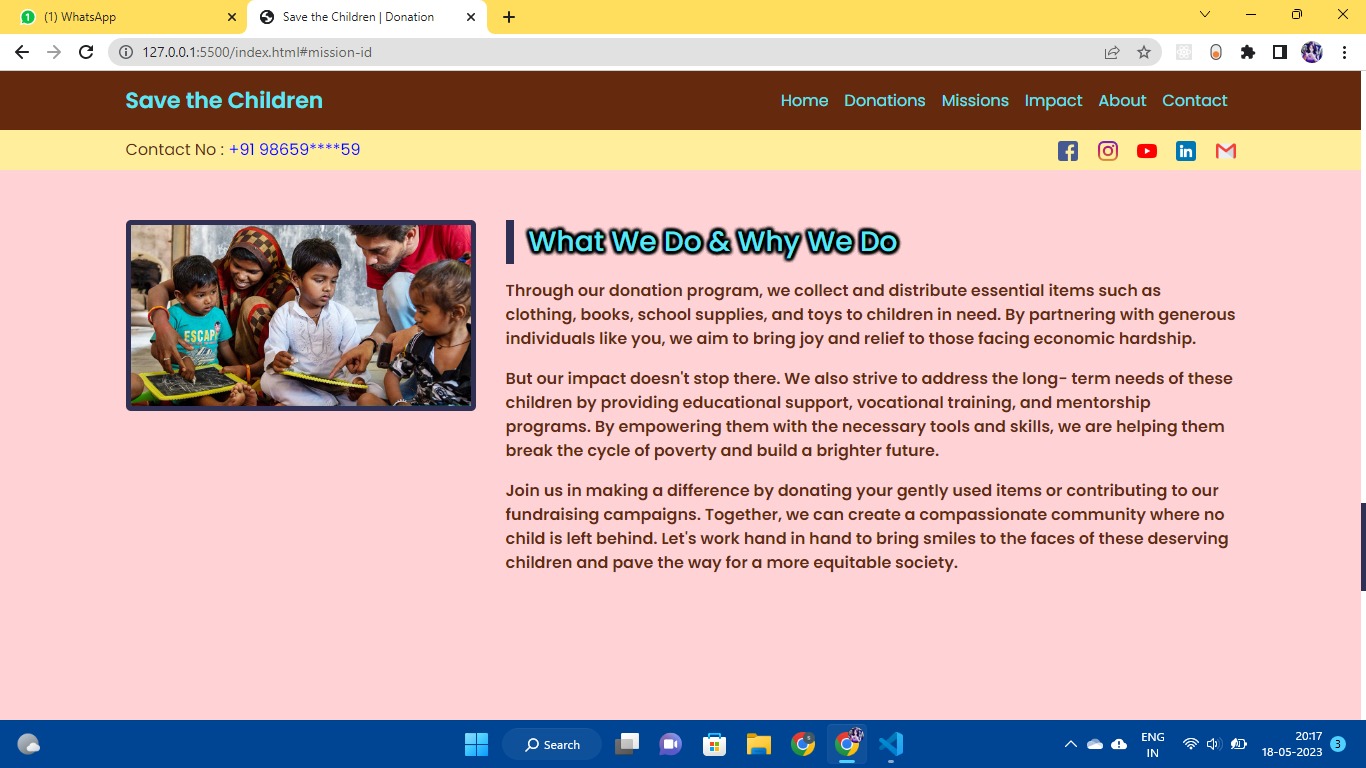 (1) WhatsApp
Save the Children | Donation
127.0.0.1:5500/index.html#mission-id
Save the Children
Home Donations Missions Impact About Contact
Contact No : +91 98659****59
ESCAPE
What We Do & Why We Do
Through our donation program, we collect and distribute essential items such as
clothing, books, school supplies, and toys to children in need. By partnering with generous
individuals like you, we aim to bring joy and relief to those facing economic hardship.
But our impact doesn't stop there. We also strive to address the long- term needs of these
children by providing educational support, vocational training, and mentorship
programs. By empowering them with the necessary tools and skills, we are helping them
break the cycle of poverty and build a brighter future.
Join us in making a difference by donating your gently used items or contributing to our
fundraising campaigns. Together, we can create a compassionate community where no
child is left behind. Let's work hand in hand to bring smiles to the faces of these deserving
children and pave the way for a more equitable society.
Search
ENG
IN
20:17
18-05-2023
3